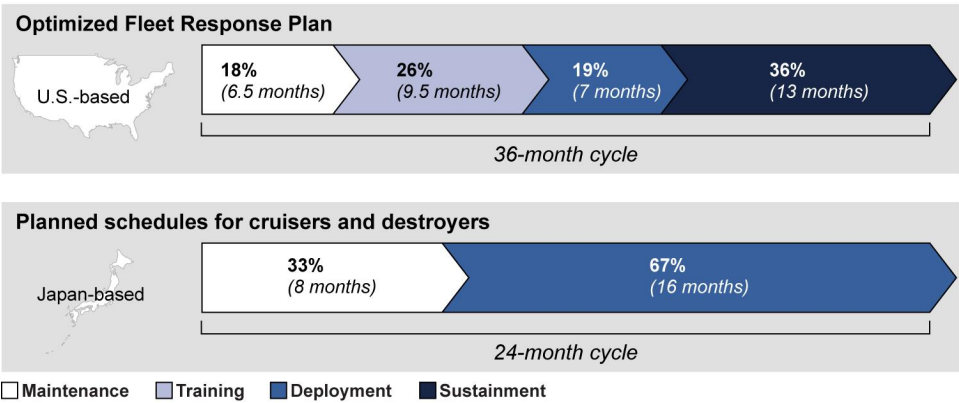 Optimized Fleet Response Plan
U.S.-based
18%
(6.5 months)
26%
(9.5 months)
19%
(7 months)
36%
(13 months)
36-month cycle
Planned schedules for cruisers and destroyers
Japan-based
33%
(8 months)
67%
(16 months)
24-month cycle
Maintenance Training Deployment Sustainment